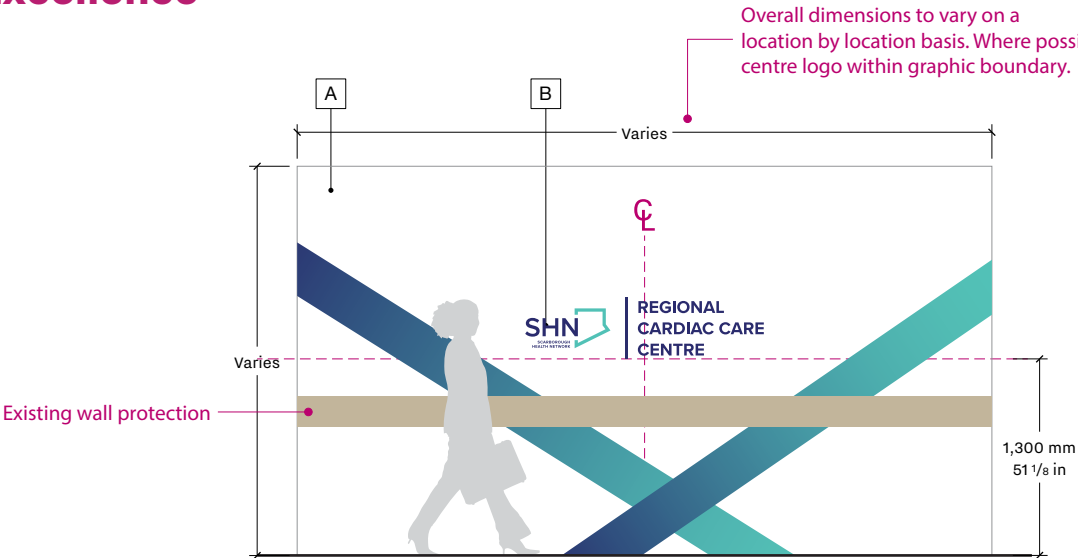 Overall dimensions to vary on a
location by location basis. Where
centre logo within graphic boundary.
A
B
Varies
CL
SHN
SCARBOROUGH
HEALTH NETWORK
REGIONAL
CARDIAC CARE
CENTRE
Varies
Existing wall protection
1,300 mm
51 1/8 in